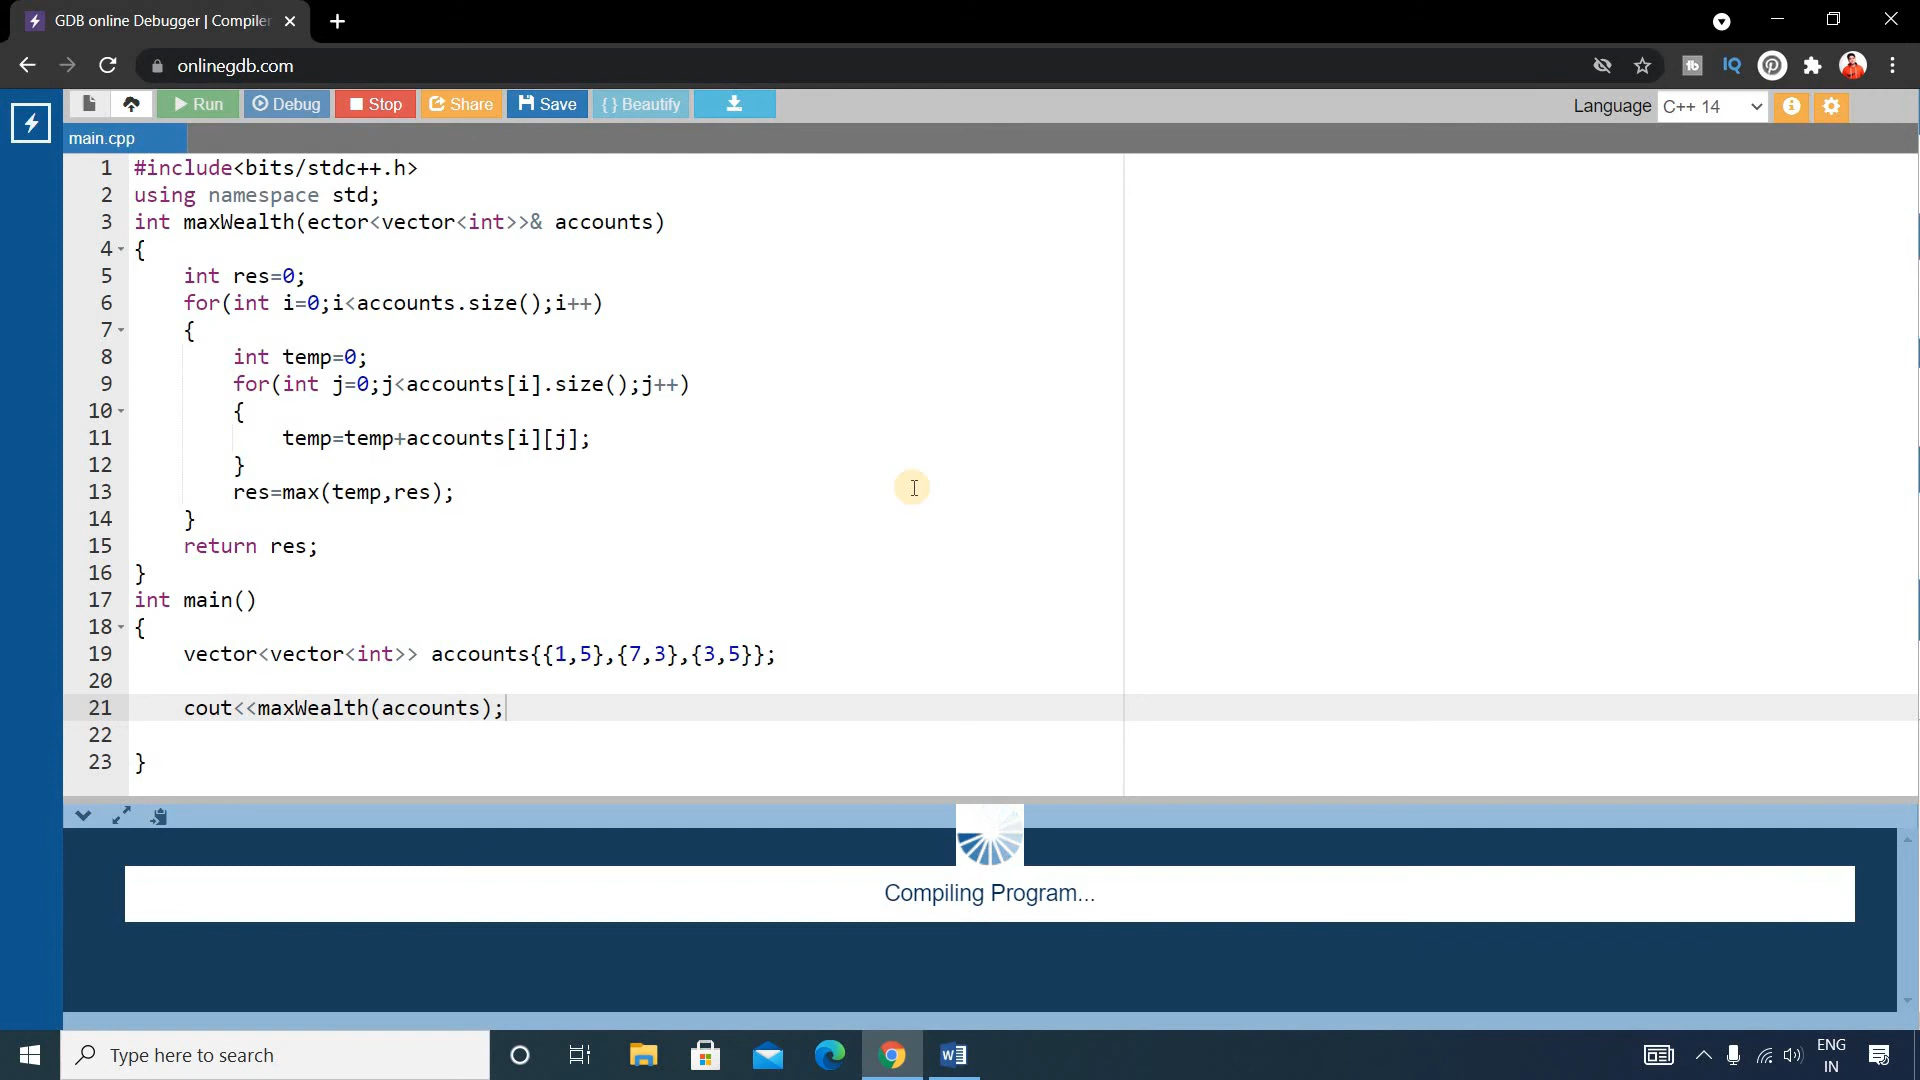 GDB online Debugger | Compiler
onlinegdb.com
IQ
Run
Debug
Stop
Share
Save
{ } Beautify
Language
C++ 14
main.cpp
1 #include<bits/stdc++.h>
2 using namespace std;
3 int maxWealth(ector<vector<int>>& accounts)
4 {
5 int res=0;
6 for(int i=0;i<accounts.size();i++)
7 {
8 int temp=0;
9 for(int j=0;j<accounts[i].size();j++)
10 {
11 temp=temp+accounts[i][j];
12 }
13 res=max(temp,res);
14 }
15 return res;
16 }
17 int main()
18 {
19 vector<vector<int>> accounts{{1,5},{7,3},{3,5}};
20
21 cout<<maxWealth(accounts);
22
23 }
Compiling Program...
Type here to search
ENG
IN